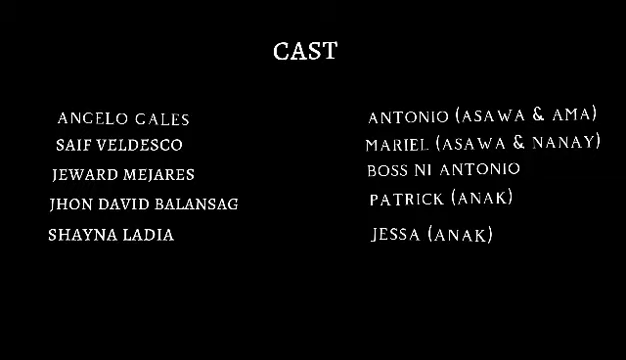 CAST
ANGELO GALES ANTONIO (ASAWA & AMA)
SAIF VELDESCO MARIEL (ASAWA & NANAY)
JEWARD MEJARES BOSS NI ANTONIO
JHON DAVID BALANSAG PATRICK (ANAK)
SHAYNA LADIA JESSA (ANAK)